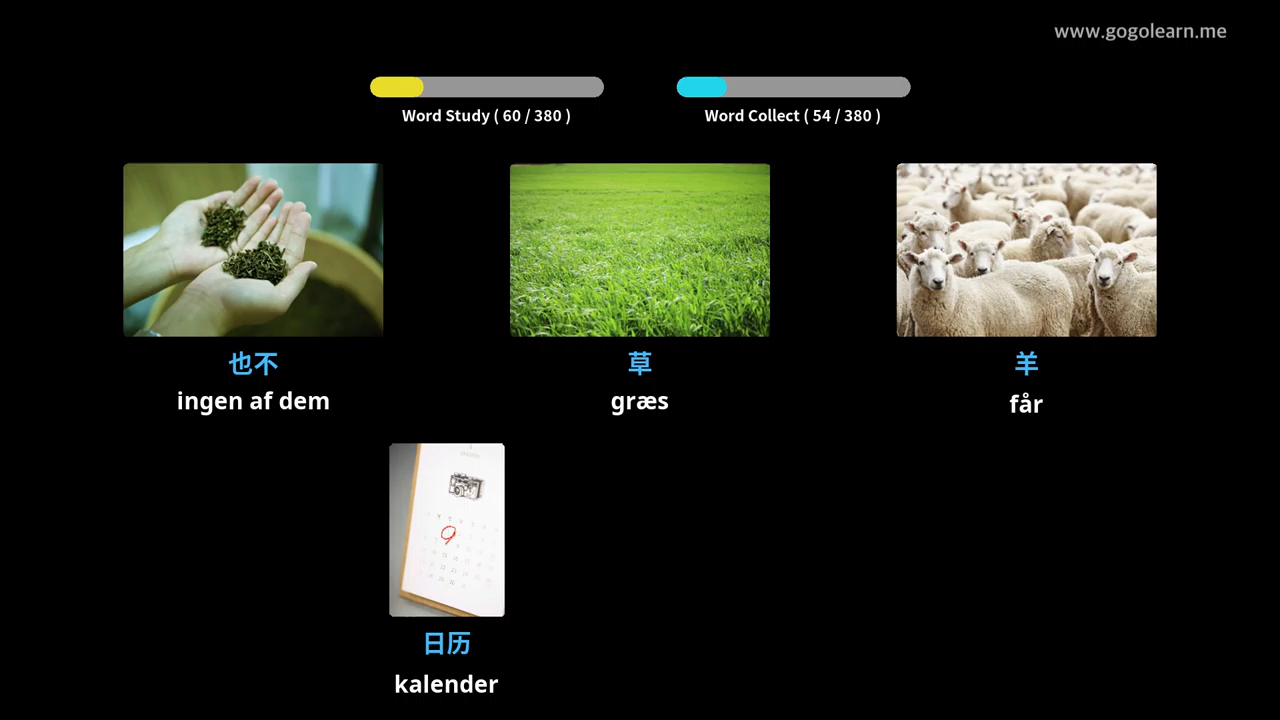 www.gogolearn.me
Word Study ( 60 / 380 )
Word Collect ( 54 / 380 )
也不
ingen af dem
草
græs
羊
får
日历
kalender